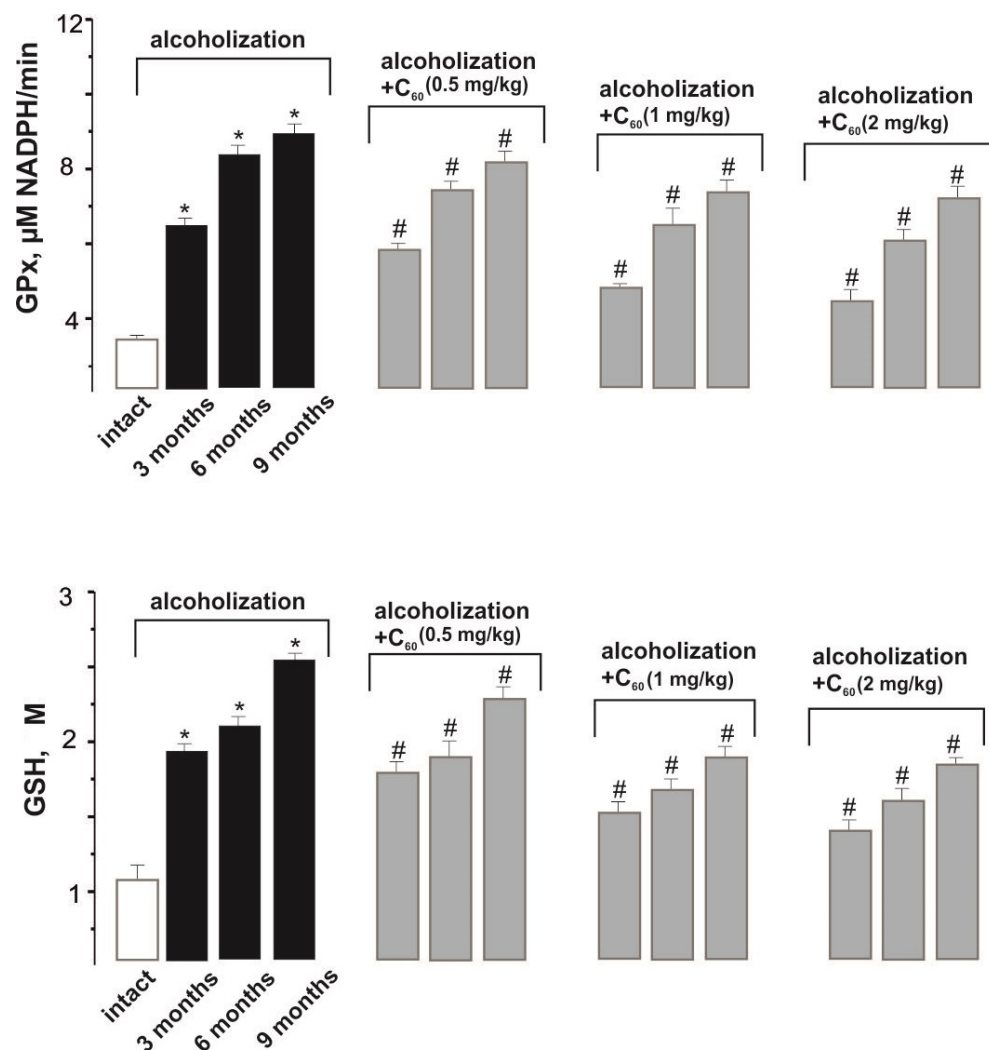 12
8
4
GPx, µM NADPH/min
alcoholization
* * *
alcoholization
+C₆₀(0.5 mg/kg)
# # #
alcoholization
+C₆₀(1 mg/kg)
# # #
alcoholization
+C₆₀(2 mg/kg)
# # #
intact
3 months
6 months
9 months
3
2
1
GSH, M
alcoholization
* * *
alcoholization
+C₆₀(0.5 mg/kg)
# # #
alcoholization
+C₆₀(1 mg/kg)
# # #
alcoholization
+C₆₀(2 mg/kg)
# # #
intact
3 months
6 months
9 months